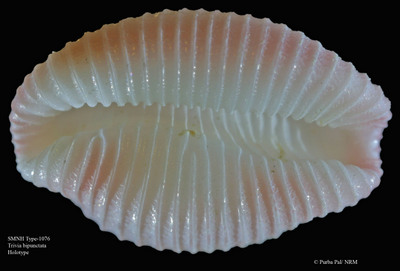 SMNH Type-1076
Trivia bipunctata
Holotype
© Purba Pal/ NRM